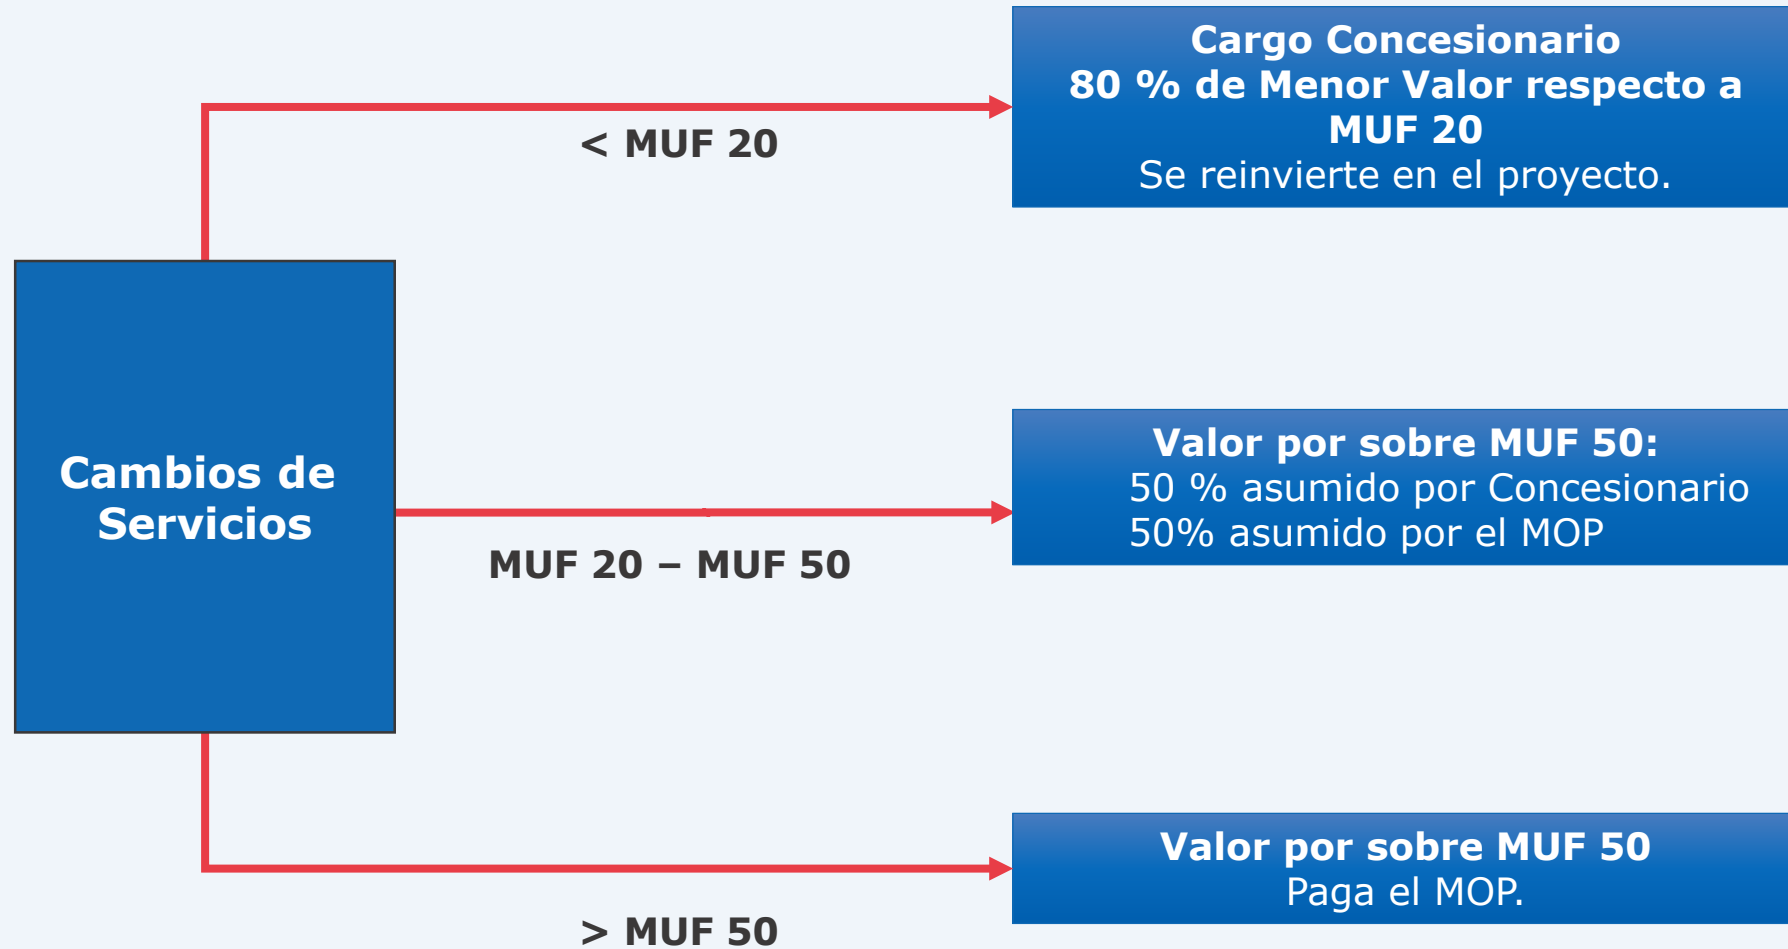 Cargo Concesionario
80 % de Menor Valor respecto a
MUF 20
Se reinvierte en el proyecto.
< MUF 20
Cambios de
Servicios
Valor por sobre MUF 50:
50 % asumido por Concesionario
50% asumido por el MOP
MUF 20 – MUF 50
Valor por sobre MUF 50
Paga el MOP.
> MUF 50